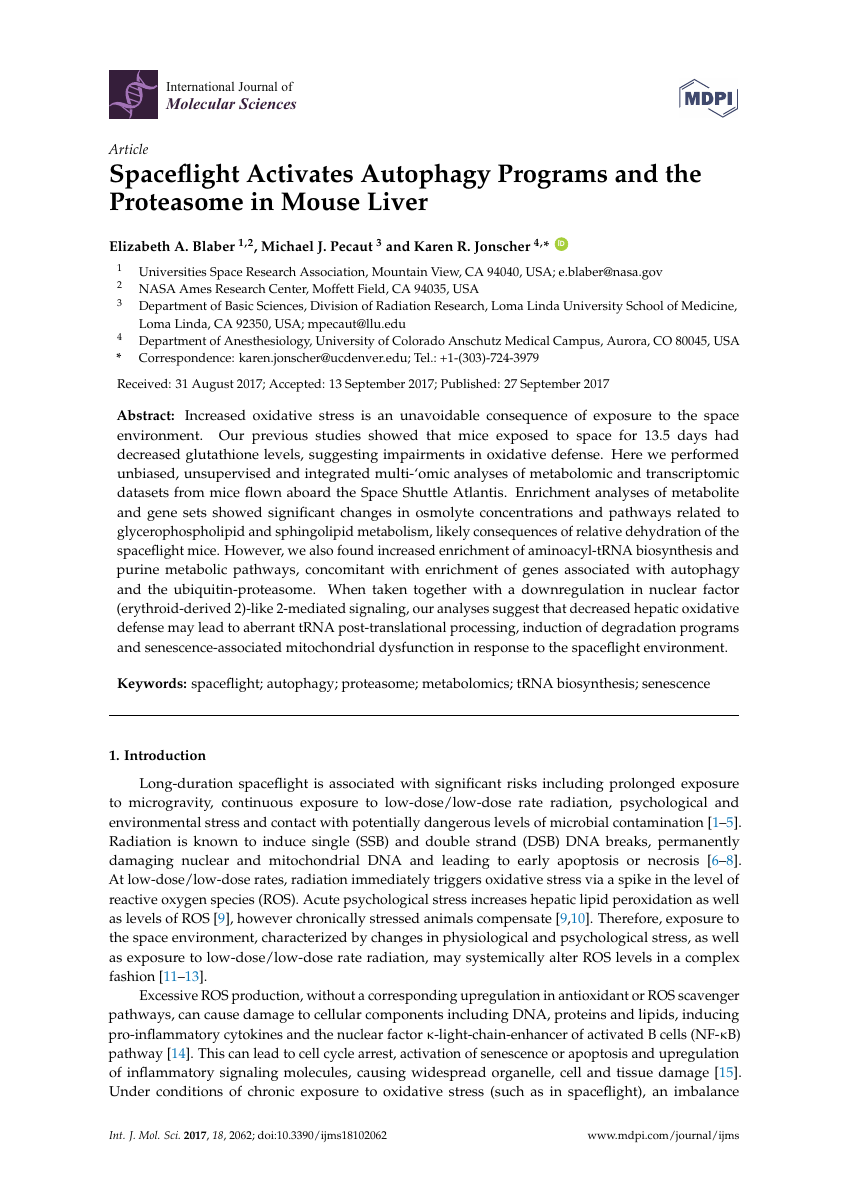 International Journal of
Molecular Sciences
MDPI
Article
Spaceflight Activates Autophagy Programs and the
Proteasome in Mouse Liver
Elizabeth A. Blaber 1,2, Michael J. Pecaut 3 and Karen R. Jonscher 4,* iD
1 Universities Space Research Association, Mountain View, CA 94040, USA; e.blaber@nasa.gov
2 NASA Ames Research Center, Moffett Field, CA 94035, USA
3 Department of Basic Sciences, Division of Radiation Research, Loma Linda University School of Medicine,
Loma Linda, CA 92350, USA; mpecaut@llu.edu
4 Department of Anesthesiology, University of Colorado Anschutz Medical Campus, Aurora, CO 80045, USA
* Correspondence: karen.jonscher@ucdenver.edu; Tel.: +1-(303)-724-3979
Received: 31 August 2017; Accepted: 13 September 2017; Published: 27 September 2017
Abstract: Increased oxidative stress is an unavoidable consequence of exposure to the space
environment. Our previous studies showed that mice exposed to space for 13.5 days had
decreased glutathione levels, suggesting impairments in oxidative defense. Here we performed
unbiased, unsupervised and integrated multi-‘omic analyses of metabolomic and transcriptomic
datasets from mice flown aboard the Space Shuttle Atlantis. Enrichment analyses of metabolite
and gene sets showed significant changes in osmolyte concentrations and pathways related to
glycerophospholipid and sphingolipid metabolism, likely consequences of relative dehydration of the
spaceflight mice. However, we also found increased enrichment of aminoacyl-tRNA biosynthesis and
purine metabolic pathways, concomitant with enrichment of genes associated with autophagy
and the ubiquitin-proteasome. When taken together with a downregulation in nuclear factor
(erythroid-derived 2)-like 2-mediated signaling, our analyses suggest that decreased hepatic oxidative
defense may lead to aberrant tRNA post-translational processing, induction of degradation programs
and senescence-associated mitochondrial dysfunction in response to the spaceflight environment.
Keywords: spaceflight; autophagy; proteasome; metabolomics; tRNA biosynthesis; senescence
1. Introduction
Long-duration spaceflight is associated with significant risks including prolonged exposure
to microgravity, continuous exposure to low-dose/low-dose rate radiation, psychological and
environmental stress and contact with potentially dangerous levels of microbial contamination [1–5].
Radiation is known to induce single (SSB) and double strand (DSB) DNA breaks, permanently
damaging nuclear and mitochondrial DNA and leading to early apoptosis or necrosis [6–8].
At low-dose/low-dose rates, radiation immediately triggers oxidative stress via a spike in the level of
reactive oxygen species (ROS). Acute psychological stress increases hepatic lipid peroxidation as well
as levels of ROS [9], however chronically stressed animals compensate [9,10]. Therefore, exposure to
the space environment, characterized by changes in physiological and psychological stress, as well
as exposure to low-dose/low-dose rate radiation, may systemically alter ROS levels in a complex
fashion [11–13].
Excessive ROS production, without a corresponding upregulation in antioxidant or ROS scavenger
pathways, can cause damage to cellular components including DNA, proteins and lipids, inducing
pro-inflammatory cytokines and the nuclear factor κ-light-chain-enhancer of activated B cells (NF-κB)
pathway [14]. This can lead to cell cycle arrest, activation of senescence or apoptosis and upregulation
of inflammatory signaling molecules, causing widespread organelle, cell and tissue damage [15].
Under conditions of chronic exposure to oxidative stress (such as in spaceflight), an imbalance
Int. J. Mol. Sci. 2017, 18, 2062; doi:10.3390/ijms18102062
www.mdpi.com/journal/ijms